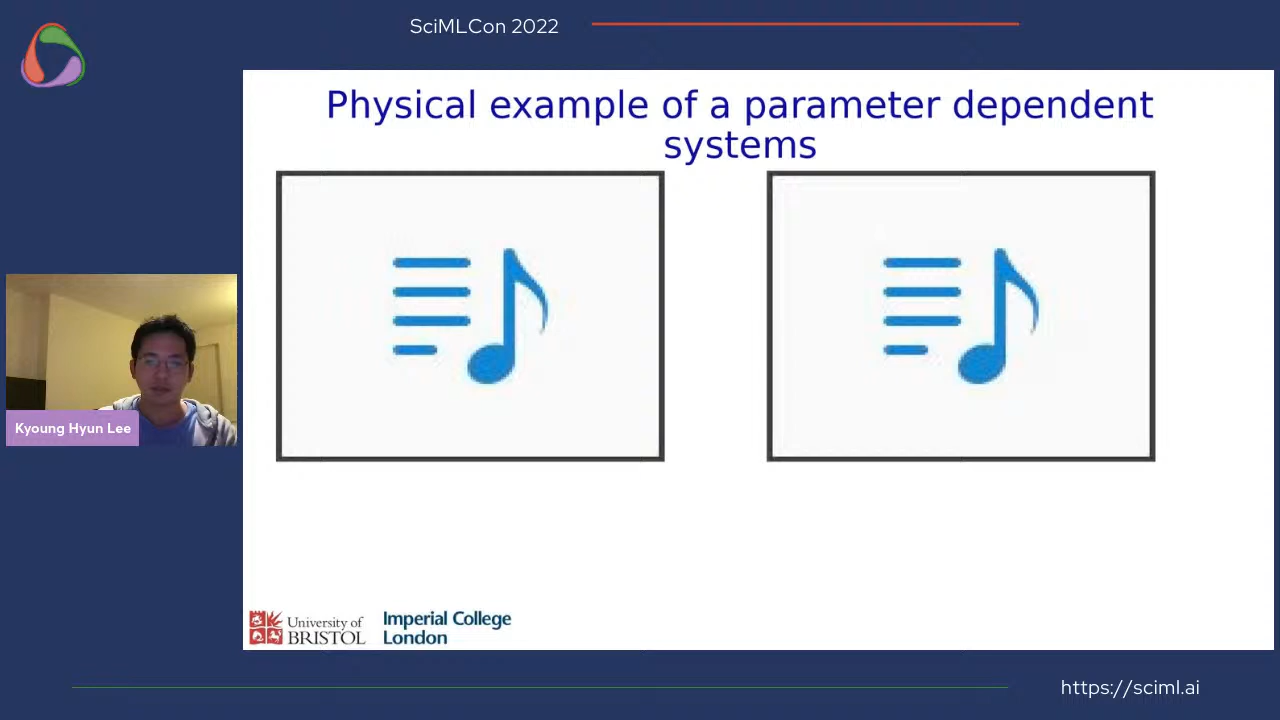 SciMLCon 2022
Physical example of a parameter dependent
systems
Kyoung Hyun Lee
University of
BRISTOL
Imperial College
London
https://sciml.ai